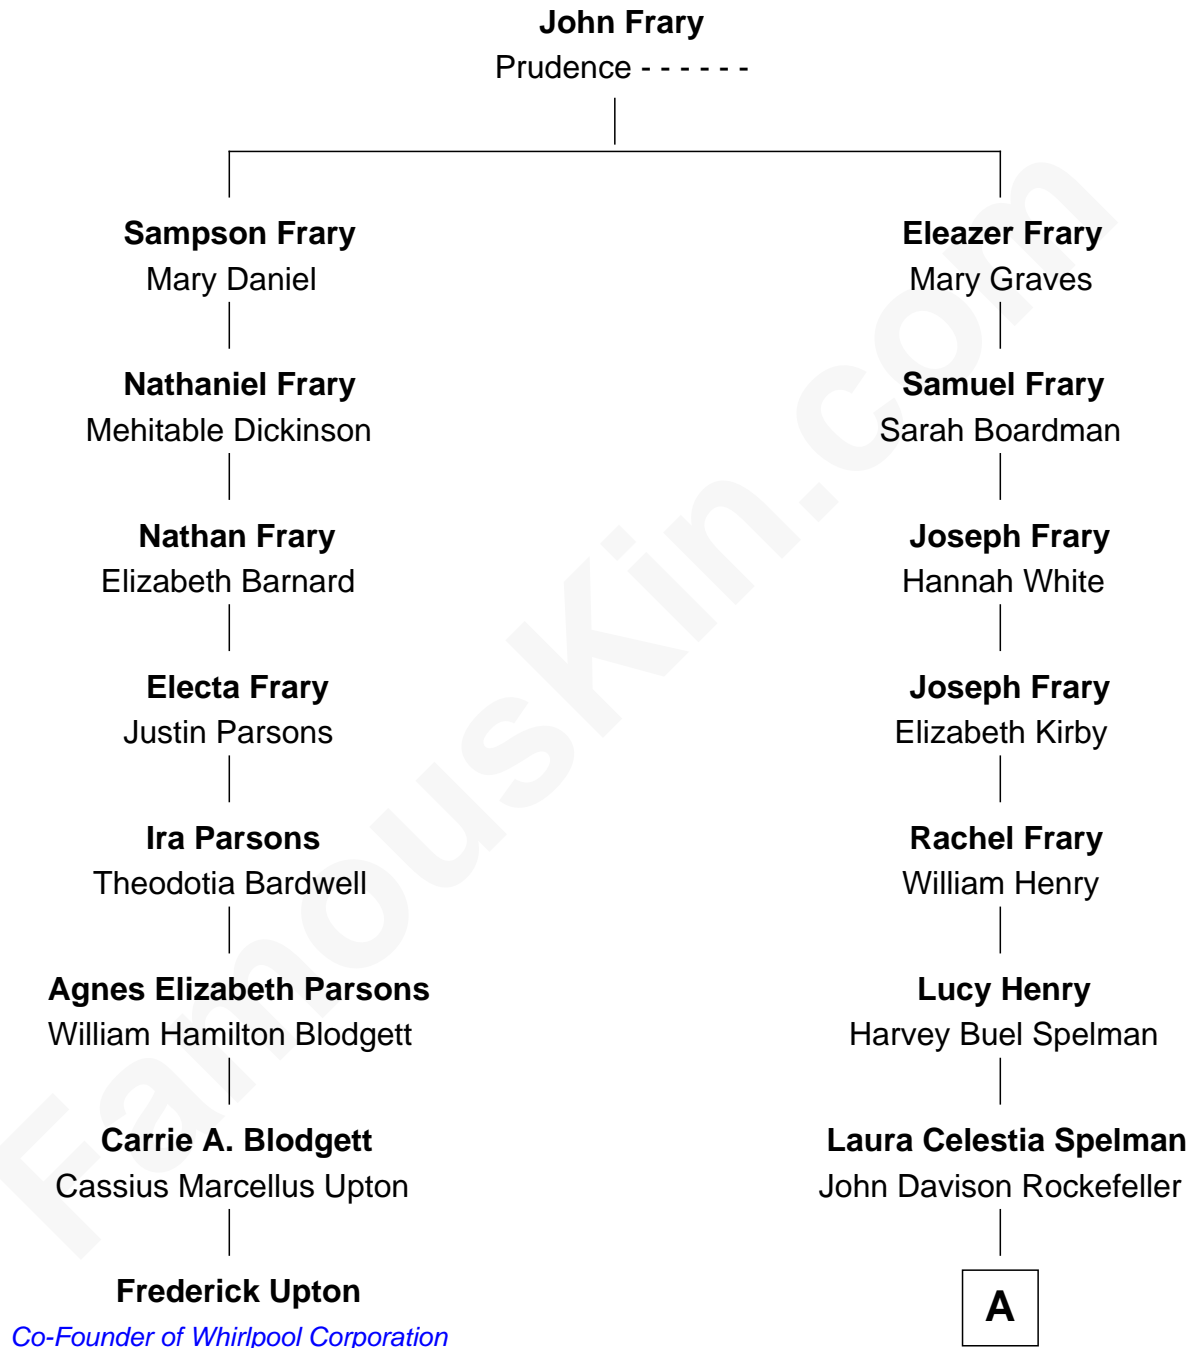 John Frary
Prudence - - - - - -
Sampson Frary
Mary Daniel
Nathaniel Frary
Mehitable Dickinson
Nathan Frary
Elizabeth Barnard
Electa Frary
Justin Parsons
Ira Parsons
Theodotia Bardwell
Agnes Elizabeth Parsons
William Hamilton Blodgett
Carrie A. Blodgett
Cassius Marcellus Upton
Frederick Upton
Co-Founder of Whirlpool Corporation
Eleazer Frary
Mary Graves
Samuel Frary
Sarah Boardman
Joseph Frary
Hannah White
Joseph Frary
Elizabeth Kirby
Rachel Frary
William Henry
Lucy Henry
Harvey Buel Spelman
Laura Celestia Spelman
John Davison Rockefeller
A
FamousKin.com